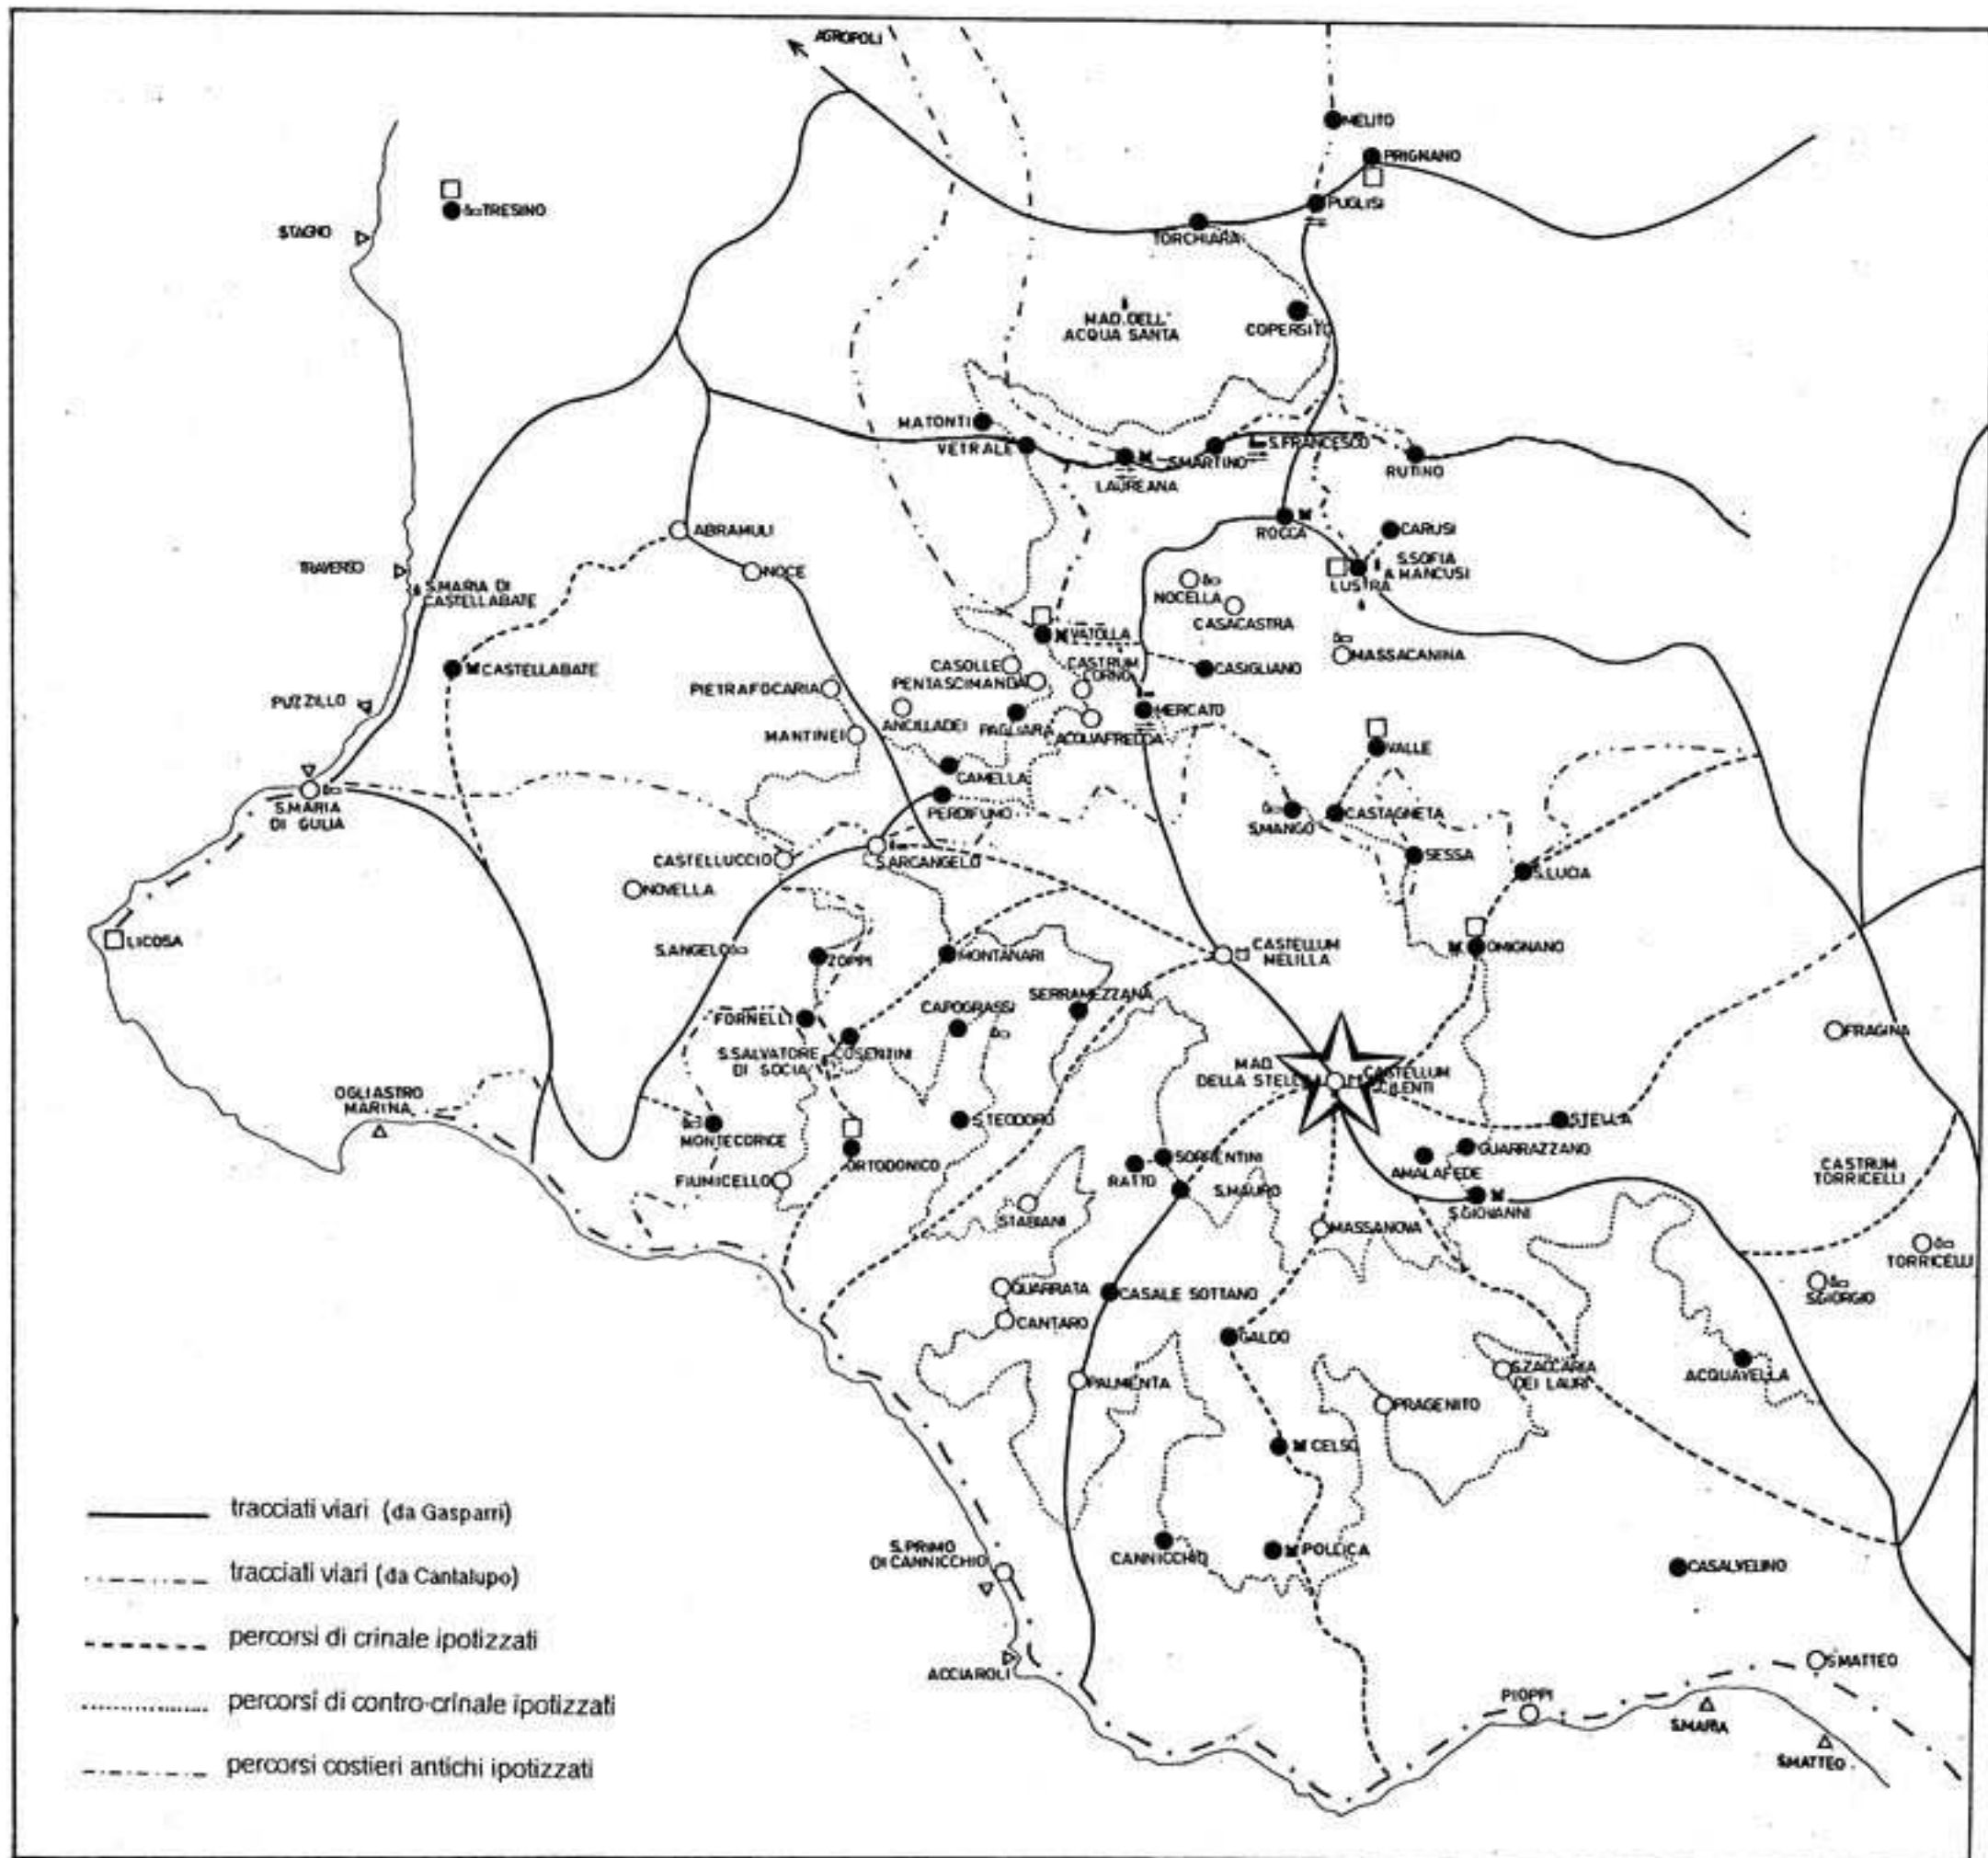 AGROPOLI
MELITO
PRIGNANO
PUGLISI
TRESINO
STAGNO
TORCHIARA
MAD. DELL'
ACQUA SANTA
COPERSITO
MATONTI
VETRALE
S.MARTINO
S.FRANCESCO
LAUREANA
RUTINO
ABRAMULI
ROCCA
CARUSI
TRAVERSO
NOCE
S.SOFIA
A MANCUSI
LUSTRA
S.MARIA DI
CASTELLABATE
NOCELLA
CASACASTRA
VATOLLA
MASSACANINA
CASTELLABATE
CASOLLE
CASTRUM
CORNO
CASIGLIANO
PIETRAFOCARIA
PENTASCIMANDA
PUZZILLO
ANCILLADEI
PAGLIARA
ACQUAFREDDA
MERCATO
MANTINEI
VALLE
CAMELLA
S.MARIA
DI GULIA
PERDIFUMO
S.MANGO
CASTAGNETA
CASTELLUCCIO
S.ARCANGELO
SESSA
S.LUCIA
NOVELLA
LICOSA
S.ANGELO
ZOPPI
MONTANARI
CASTELLUM
MELILLA
OMIGNANO
SERRAMEZZANA
FORNELLI
CAPOGRASSI
FRAGINA
S.SALVATORE
DI SOCIA
COSENTINI
MAD.
DELLA STELLA
CASTELLUM
CILENTI
OGLIASTRO
MARINA
MONTECORICE
S.TEODORO
STELLA
ORTODONICO
GUARRAZZANO
AMALAFEDE
SORRENTINI
RATTO
FIUMICELLO
S.MAURO
CASTRUM
TORRICELLI
STABIANI
S.GIOVANNI
MASSANOVA
TORRICELLI
QUARRATA
CASALE SOTTANO
S.GIORGIO
CANTARO
GALDO
PALMENTA
S.ZACCARIA
DEI LAURI
ACQUAVELLA
PRAGENITO
CELSO
tracciati viari (da Gasparri)
S.PRIMO
DI CANNICCHIO
CANNICCHIO
POLLICA
CASALVELINO
tracciati viari (da Cantalupo)
percorsi di crinale ipotizzati
ACCIAROLI
S.MATTEO
percorsi di contro-crinale ipotizzati
PIOPPI
S.MARIA
percorsi costieri antichi ipotizzati
S.MATTEO